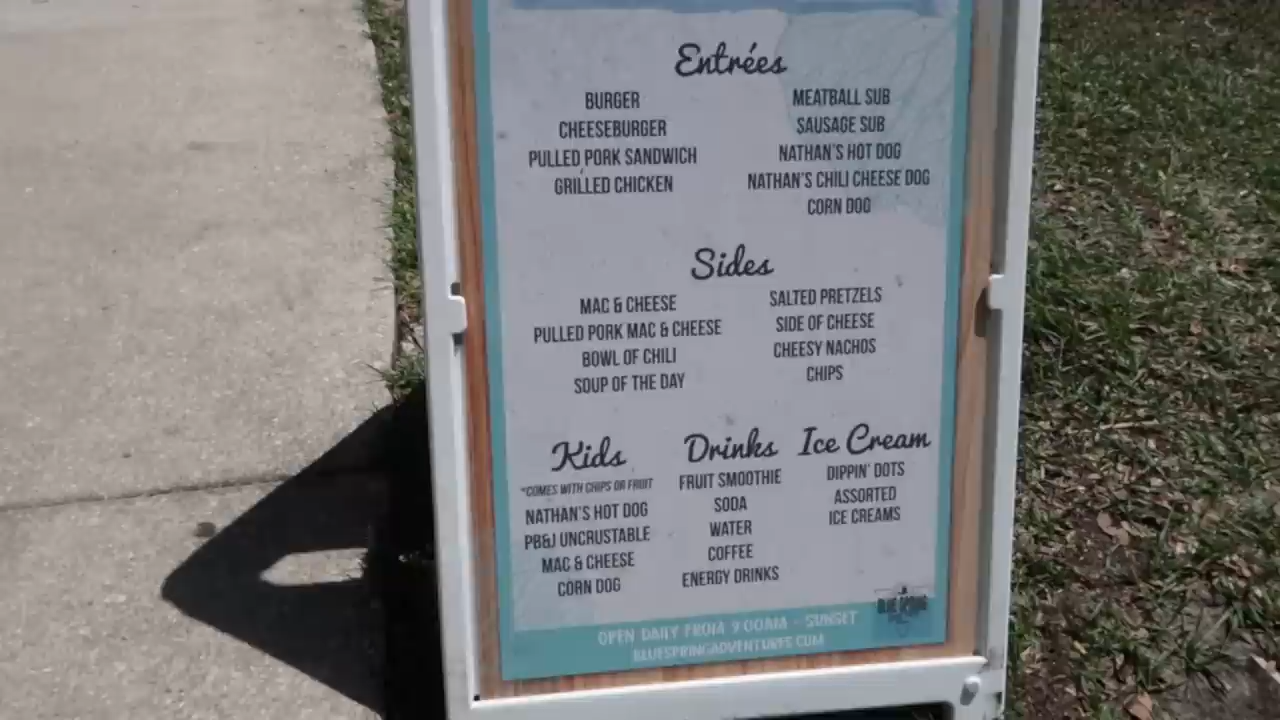 Entrées
BURGER
CHEESEBURGER
PULLED PORK SANDWICH
GRILLED CHICKEN
MEATBALL SUB
SAUSAGE SUB
NATHAN'S HOT DOG
NATHAN'S CHILI CHEESE DOG
CORN DOG
Sides
MAC & CHEESE
PULLED PORK MAC & CHEESE
BOWL OF CHILI
SOUP OF THE DAY
SALTED PRETZELS
SIDE OF CHEESE
CHEESY NACHOS
CHIPS
Kids
*COMES WITH CHIPS OR FRUIT
NATHAN'S HOT DOG
PB&J UNCRUSTABLE
MAC & CHEESE
CORN DOG
Drinks
FRUIT SMOOTHIE
SODA
WATER
COFFEE
ENERGY DRINKS
Ice Cream
DIPPIN' DOTS
ASSORTED
ICE CREAMS
BLUE SPRING
OPEN DAILY FROM 9:00AM - SUNSET
BLUESPRINGADVENTURES.COM